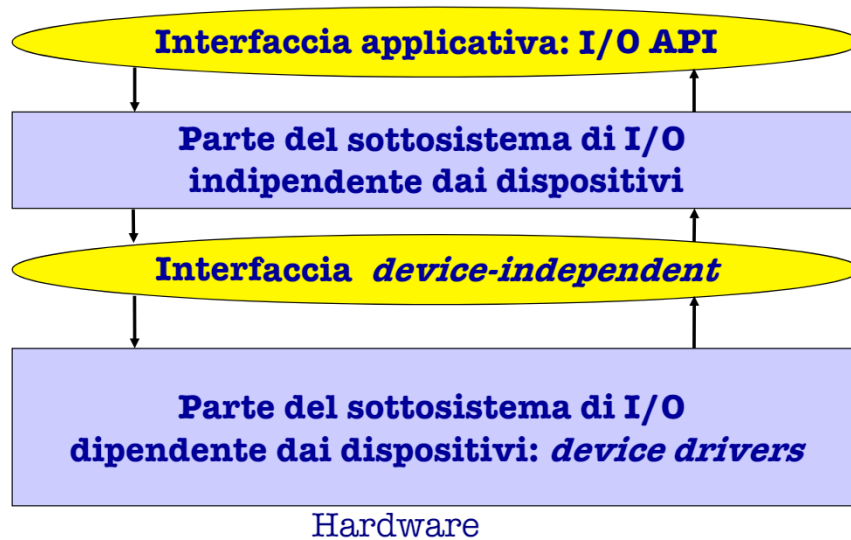 Interfaccia applicativa: I/O API
Parte del sottosistema di I/O
indipendente dai dispositivi
Interfaccia device-independent
Parte del sottosistema di I/O
dipendente dai dispositivi: device drivers
Hardware